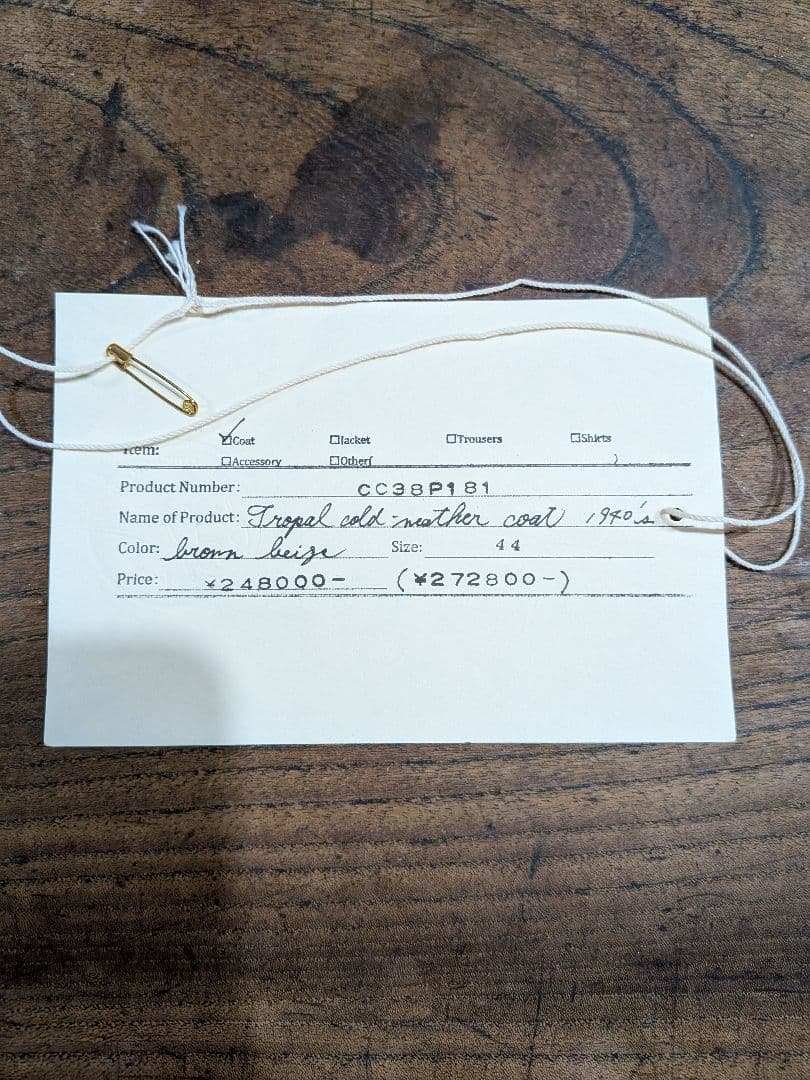 Item: ☑Coat ☐Jacket ☐Trousers ☐Shirts
☐Accessory ☐Other( )
Product Number: CC38P181
Name of Product: Tropal cold-weather coat 1940's
Color: brown beige Size: 44
Price: ¥248000- (¥272800-)